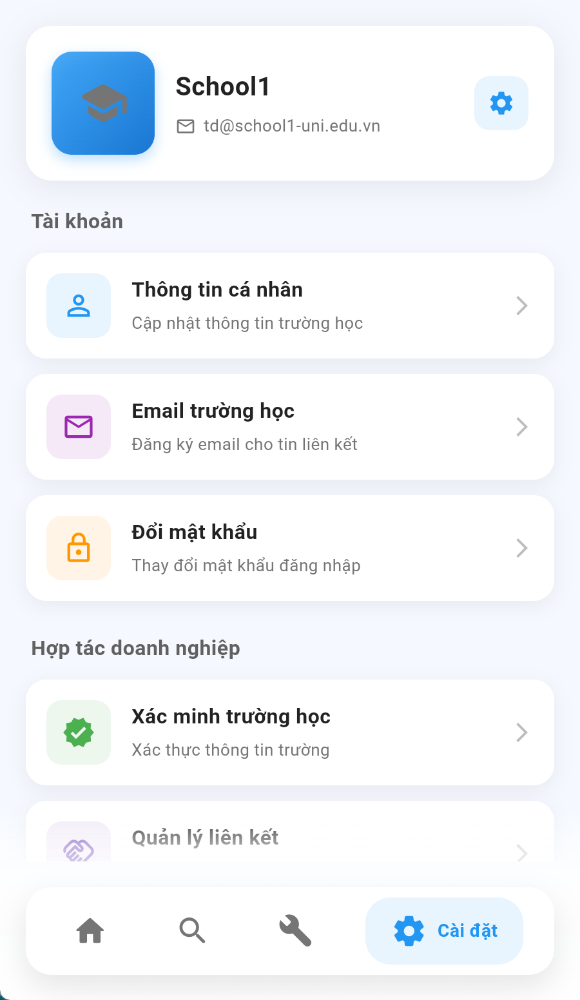 School1
td@school1-uni.edu.vn
Tài khoản
Thông tin cá nhân
Cập nhật thông tin trường học
Email trường học
Đăng ký email cho tin liên kết
Đổi mật khẩu
Thay đổi mật khẩu đăng nhập
Hợp tác doanh nghiệp
Xác minh trường học
Xác thực thông tin trường
Quản lý liên kết
Cài đặt